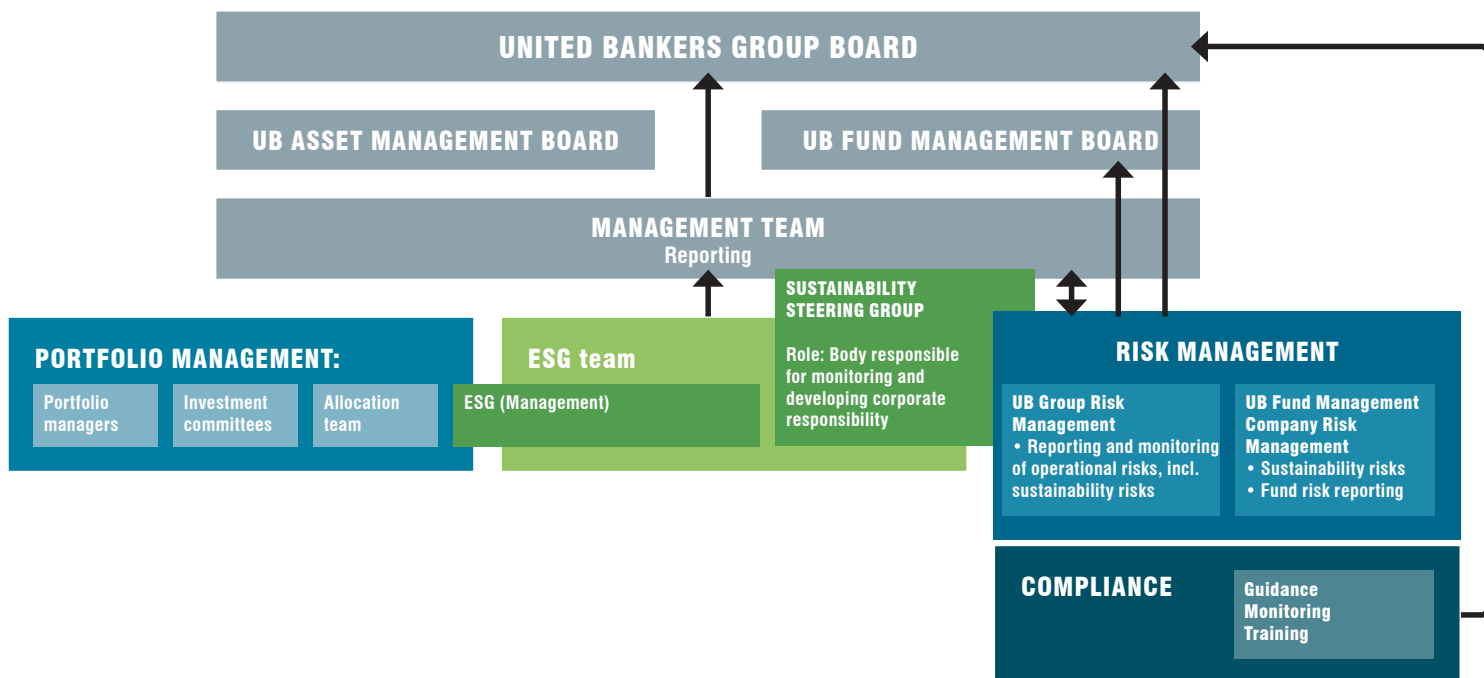 UNITED BANKERS GROUP BOARD
UB ASSET MANAGEMENT BOARD
UB FUND MANAGEMENT BOARD
MANAGEMENT TEAM
Reporting
SUSTAINABILITY
STEERING GROUP
Role: Body responsible
for monitoring and
developing corporate
responsibility
PORTFOLIO MANAGEMENT:
Portfolio
managers
Investment
committees
Allocation
team
ESG team
ESG (Management)
RISK MANAGEMENT
UB Group Risk
Management
• Reporting and monitoring
of operational risks, incl.
sustainability risks
UB Fund Management
Company Risk
Management
• Sustainability risks
• Fund risk reporting
COMPLIANCE
Guidance
Monitoring
Training